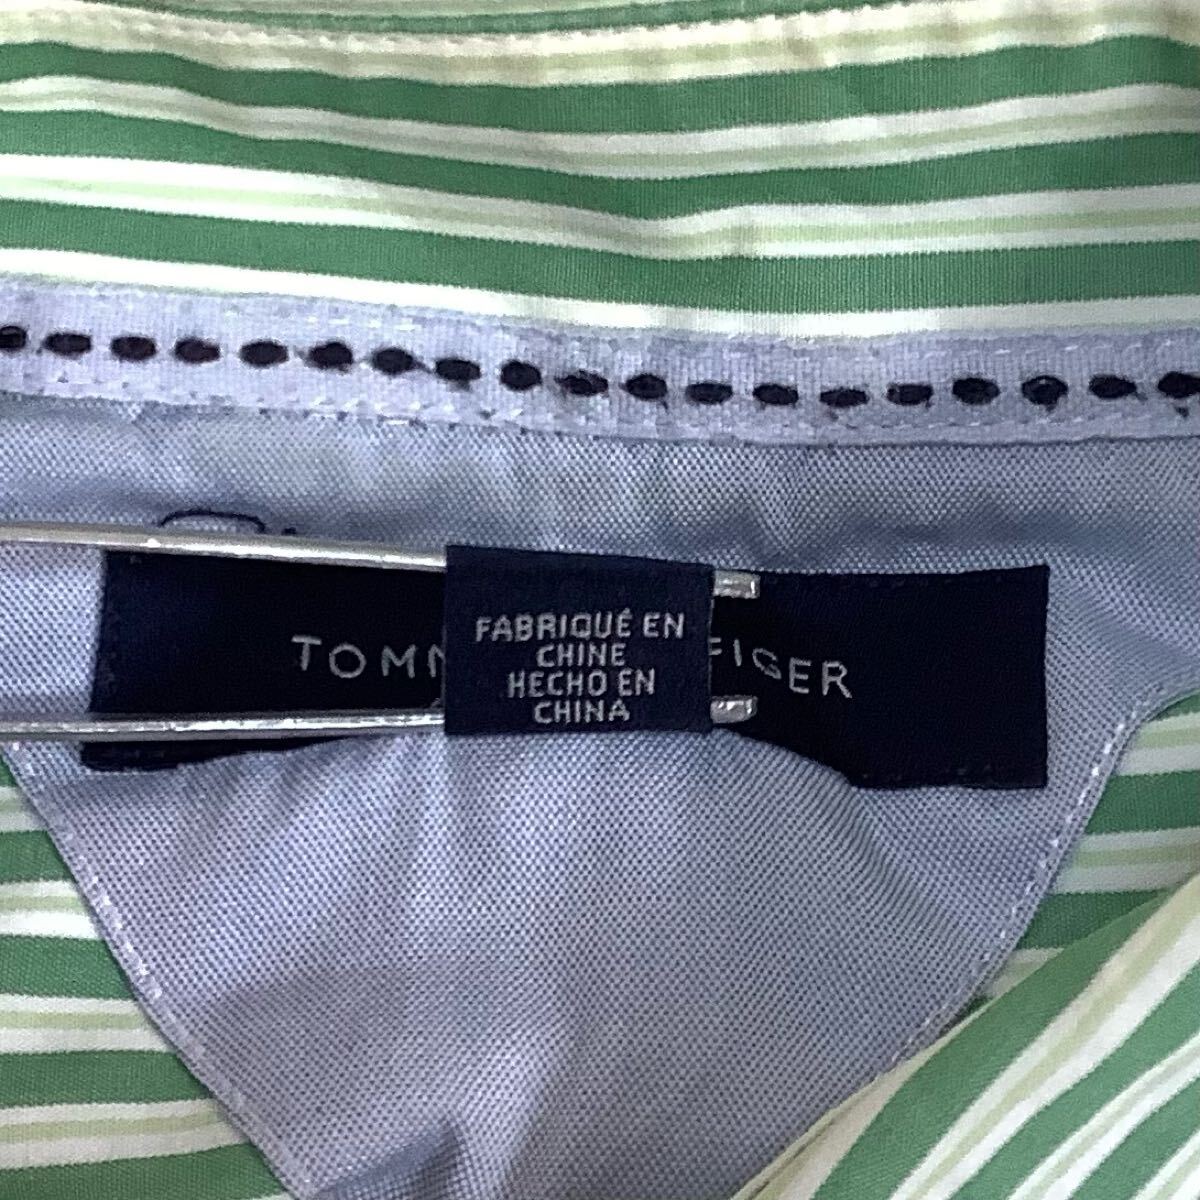 TOMM FIGER
FABRIQUÉ EN
CHINE
HECHO EN
CHINA